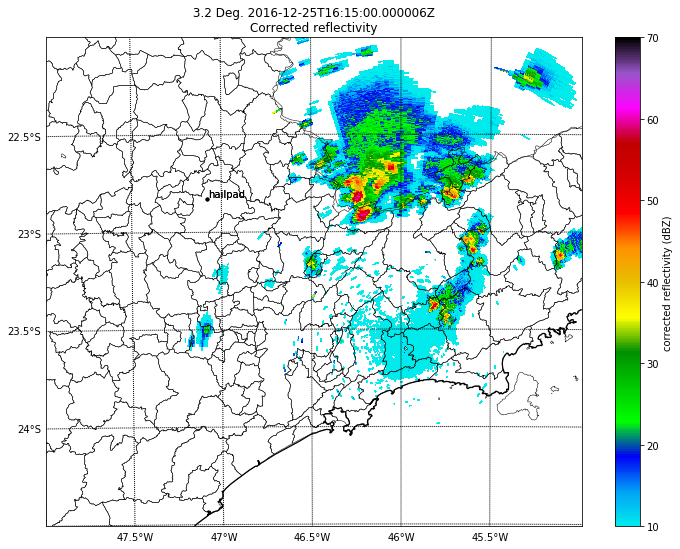 3.2 Deg. 2016-12-25T16:15:00.000006Z
Corrected reflectivity
70
60
50
40
30
20
10
corrected reflectivity (dBZ)
22.5°S
23°S
23.5°S
24°S
hailpad
47.5°W
47°W
46.5°W
46°W
45.5°W